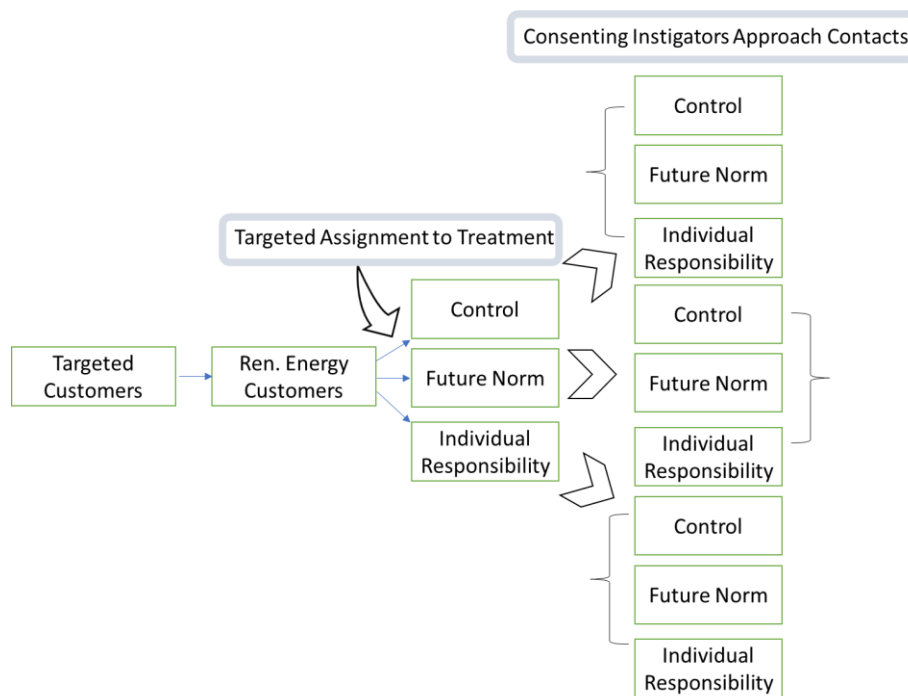 Consenting Instigators Approach Contacts
Control
Future Norm
Individual
Responsibility
Targeted Assignment to Treatment
Control
Future Norm
Individual
Responsibility
Targeted
Customers
Ren. Energy
Customers
Control
Future Norm
Individual
Responsibility
Control
Future Norm
Individual
Responsibility